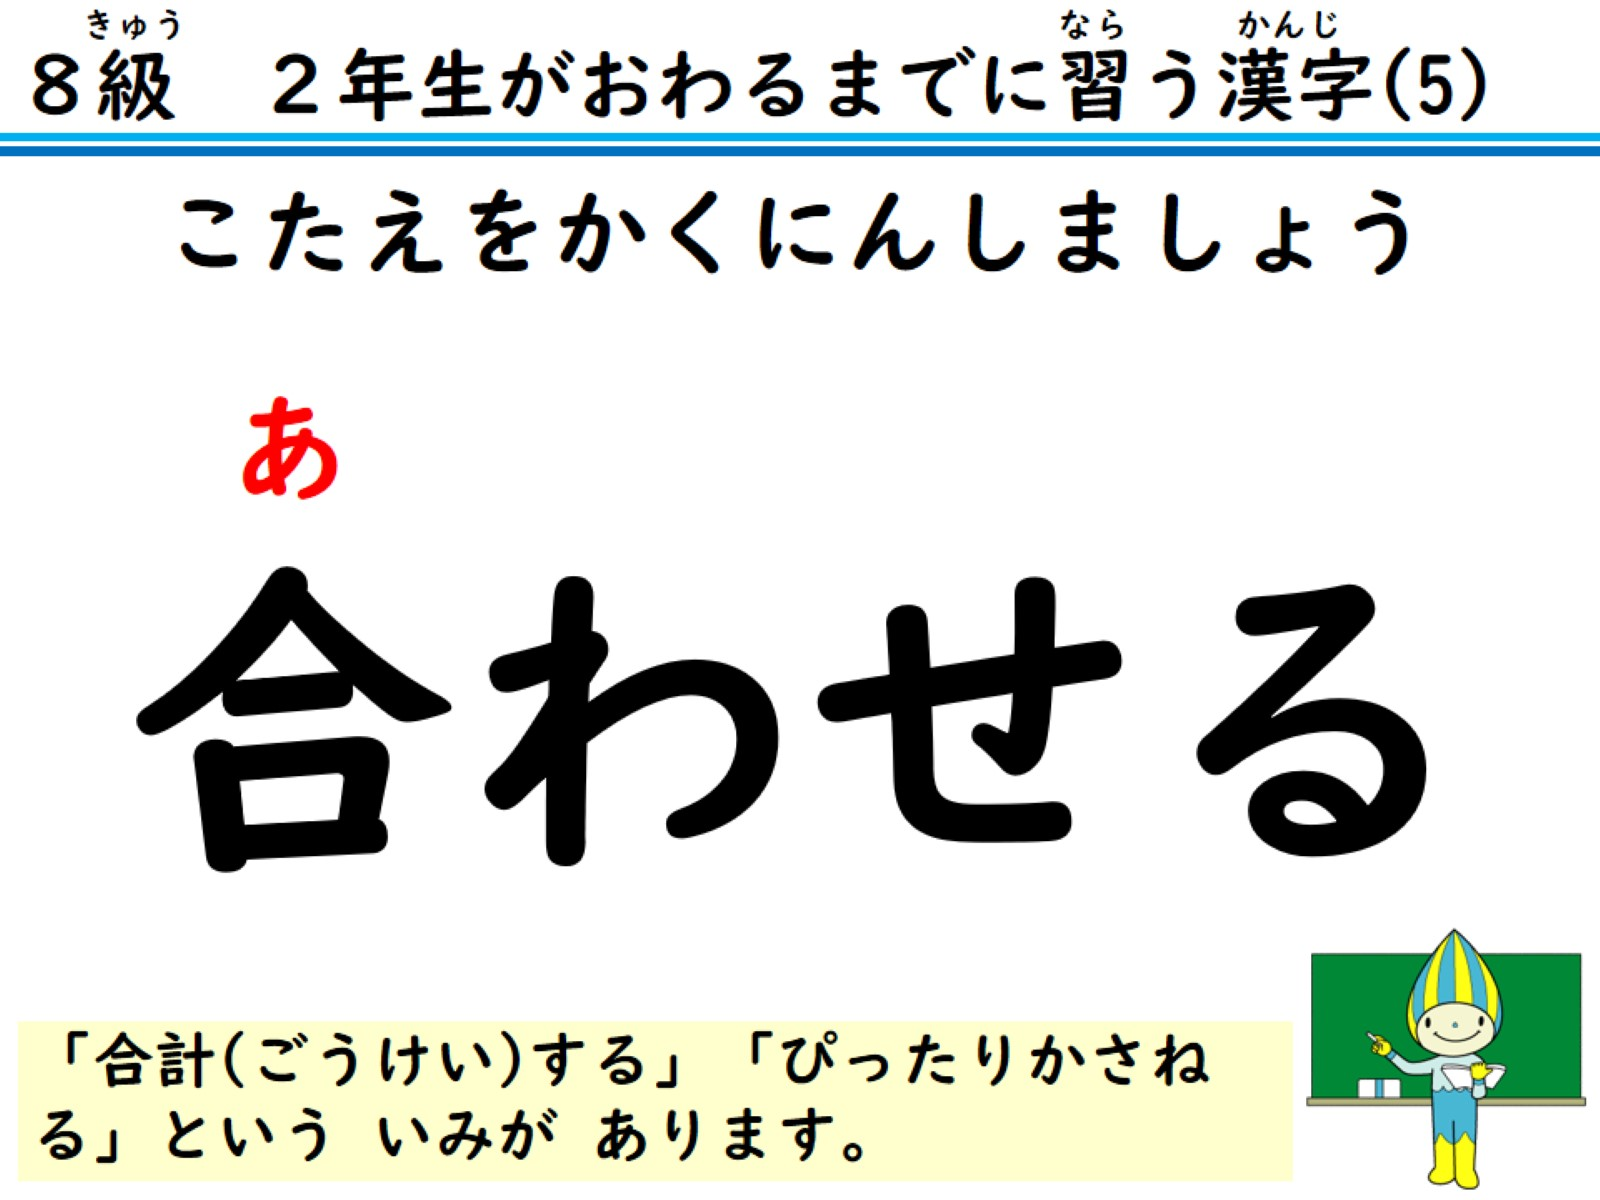 きゅう なら かんじ
８級 ２年生がおわるまでに習う漢字(5)
こたえをかくにんしましょう
あ
合わせる
「合計(ごうけい)する」「ぴったりかさね
る」という いみが あります。